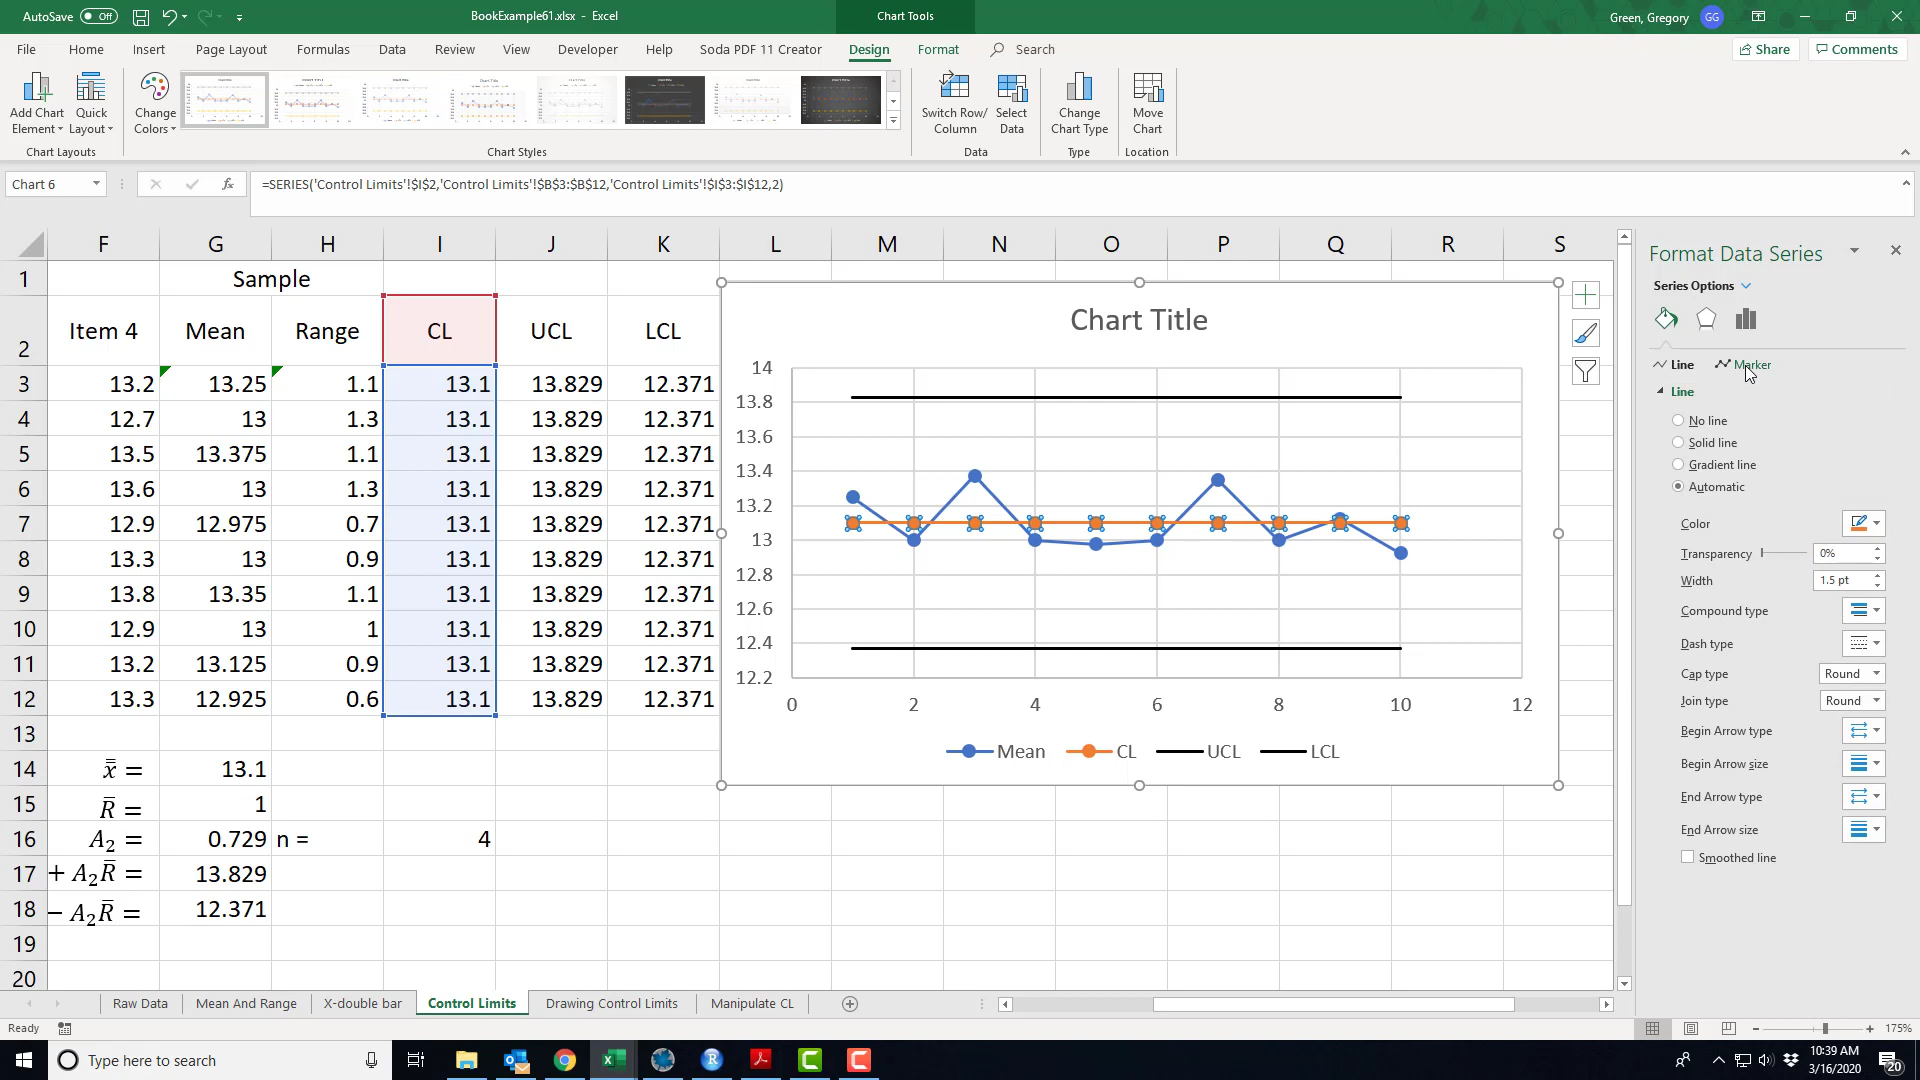 AutoSave Off
BookExample61.xlsx - Excel
Chart Tools
Green, Gregory GG
File Home Insert Page Layout Formulas Data Review View Developer Help Soda PDF 11 Creator Design Format Search
Share Comments
Add Chart Element
Quick Layout
Change Colors
Switch Row/ Column
Select Data
Change Chart Type
Move Chart
Chart Layouts
Chart Styles
Data
Type
Location
Chart 6
fx
=SERIES('Control Limits'!$I$2,'Control Limits'!$B$3:$B$12,'Control Limits'!$I$3:$I$12,2)
F G H I J K L M N O P Q R S
1 Sample
2 Item 4 Mean Range CL UCL LCL
3 13.2 13.25 1.1 13.1 13.829 12.371
4 12.7 13 1.3 13.1 13.829 12.371
5 13.5 13.375 1.1 13.1 13.829 12.371
6 13.6 13 1.3 13.1 13.829 12.371
7 12.9 12.975 0.7 13.1 13.829 12.371
8 13.3 13 0.9 13.1 13.829 12.371
9 13.8 13.35 1.1 13.1 13.829 12.371
10 12.9 13 1 13.1 13.829 12.371
11 13.2 13.125 0.9 13.1 13.829 12.371
12 13.3 12.925 0.6 13.1 13.829 12.371
13
14 x̿ = 13.1
15 R̄ = 1
16 A₂ = 0.729 n = 4
17 + A₂R̄ = 13.829
18 − A₂R̄ = 12.371
19
20
Chart Title
14
13.8
13.6
13.4
13.2
13
12.8
12.6
12.4
12.2
0 2 4 6 8 10 12
Mean CL UCL LCL
Format Data Series
Series Options
Line Marker
Line
No line
Solid line
Gradient line
Automatic
Color
Transparency 0%
Width 1.5 pt
Compound type
Dash type
Cap type Round
Join type Round
Begin Arrow type
Begin Arrow size
End Arrow type
End Arrow size
Smoothed line
Raw Data Mean And Range X-double bar Control Limits Drawing Control Limits Manipulate CL
Ready
175%
Type here to search
10:39 AM
3/16/2020
20